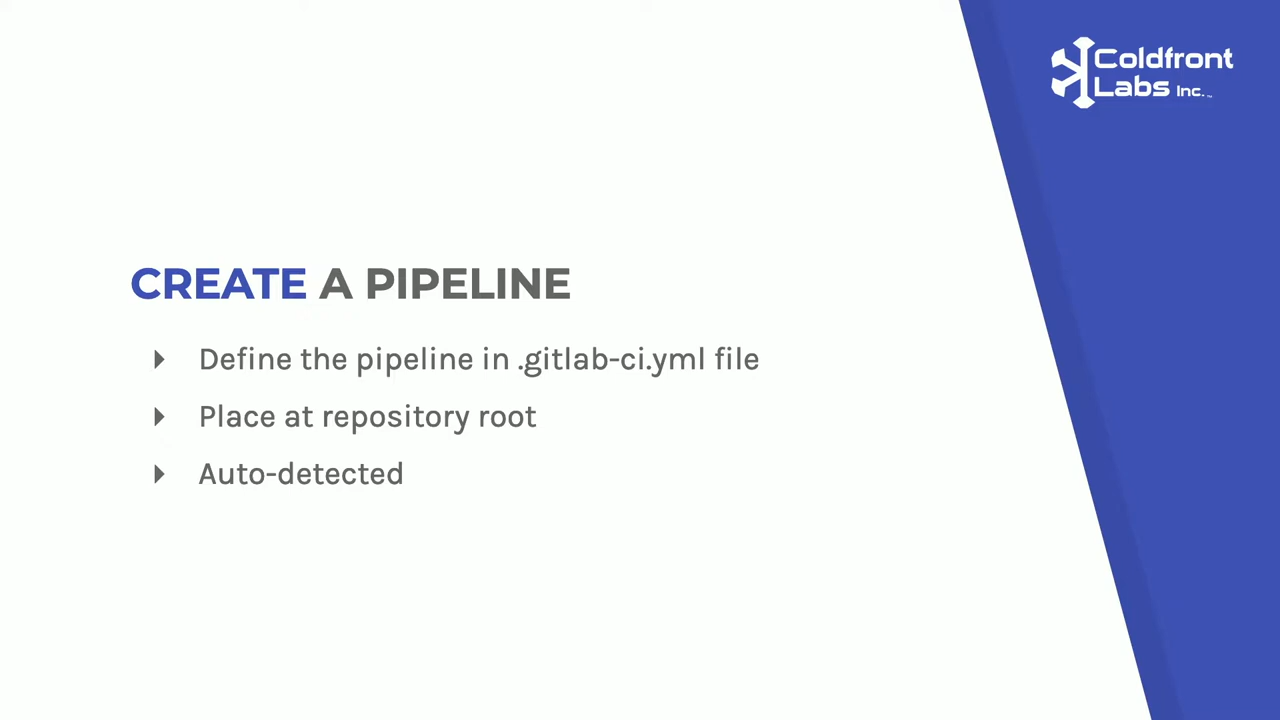 Coldfront
Labs Inc.™
CREATE A PIPELINE
Define the pipeline in .gitlab-ci.yml file
Place at repository root
Auto-detected